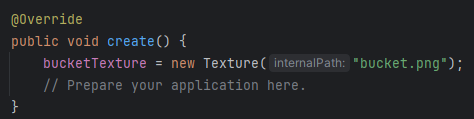 @Override
public void create() {
    bucketTexture = new Texture( internalPath: "bucket.png");
    // Prepare your application here.
}